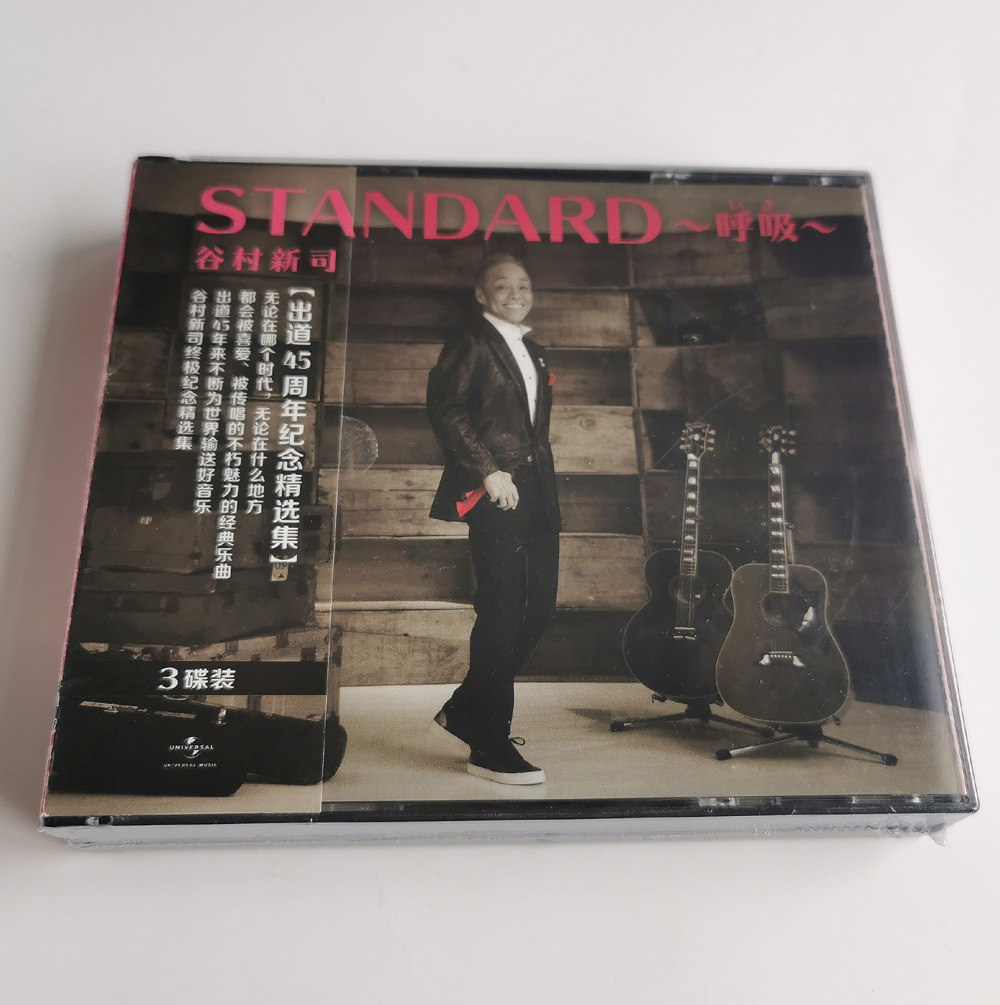 STANDARD ～呼吸～
いき
谷村新司
【出道45周年纪念精选集】
无论在哪个时代，无论在什么地方
都会被喜爱、被传唱的不朽魅力的经典乐曲
出道45年来不断为世界输送好音乐
谷村新司终极纪念精选集
3碟装
UNIVERSAL
UNIVERSAL MUSIC